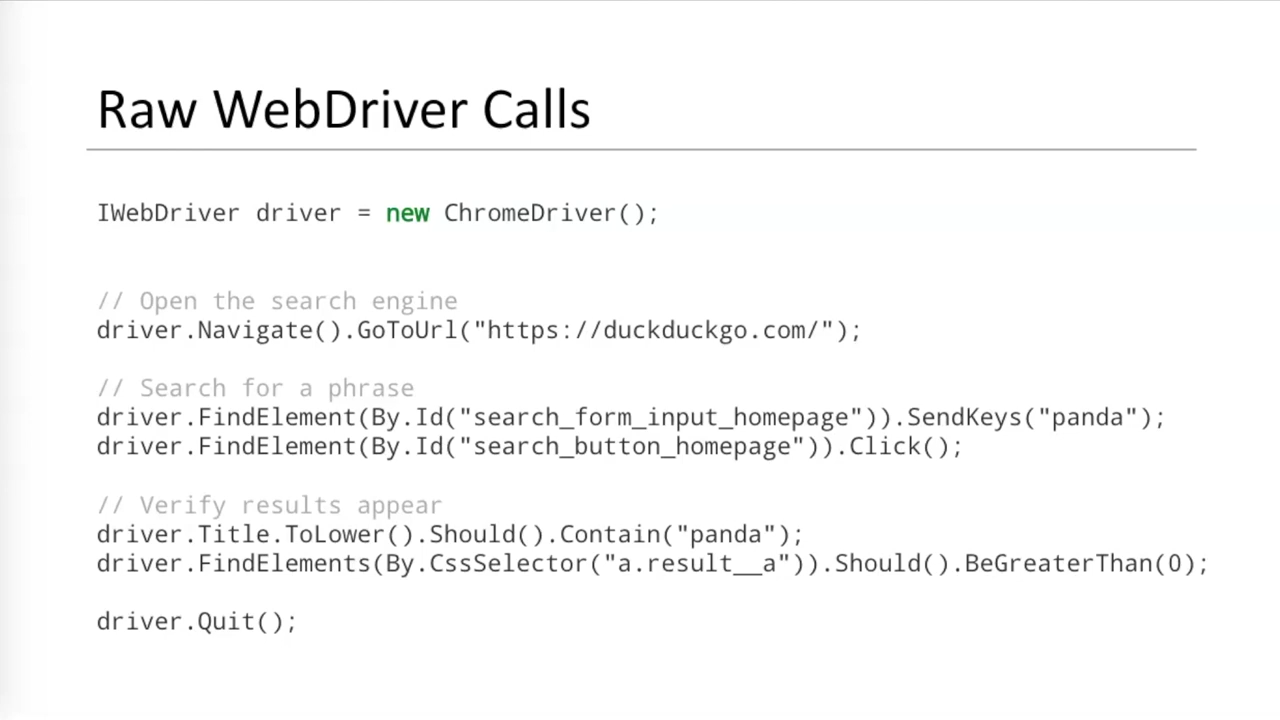 Raw WebDriver Calls
IWebDriver driver = new ChromeDriver();
// Open the search engine
driver.Navigate().GoToUrl("https://duckduckgo.com/");
// Search for a phrase
driver.FindElement(By.Id("search_form_input_homepage")).SendKeys("panda");
driver.FindElement(By.Id("search_button_homepage")).Click();
// Verify results appear
driver.Title.ToLower().Should().Contain("panda");
driver.FindElements(By.CssSelector("a.result__a")).Should().BeGreaterThan(0);
driver.Quit();